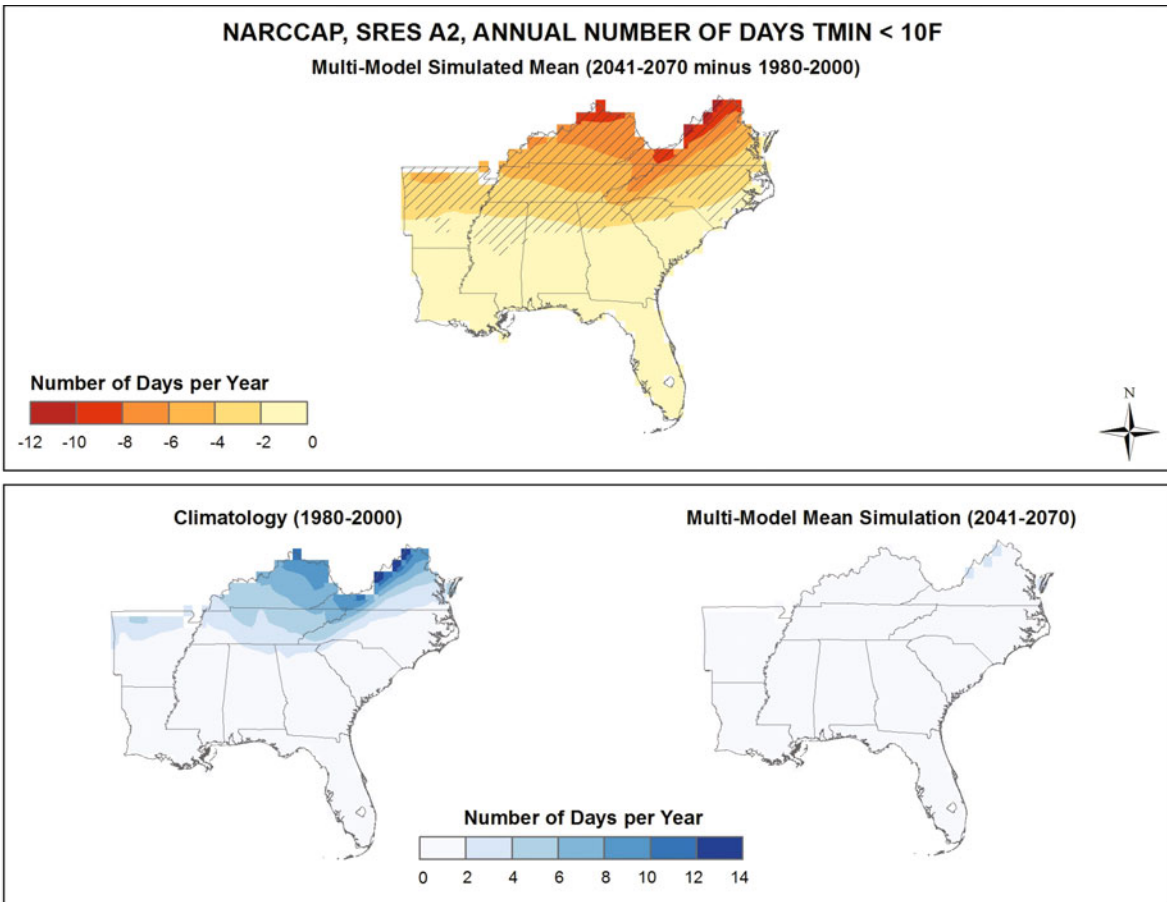 NARCCAP, SRES A2, ANNUAL NUMBER OF DAYS TMIN < 10F
Multi-Model Simulated Mean (2041-2070 minus 1980-2000)
Number of Days per Year
-12 -10 -8 -6 -4 -2 0
N
Climatology (1980-2000)
Multi-Model Mean Simulation (2041-2070)
Number of Days per Year
0 2 4 6 8 10 12 14